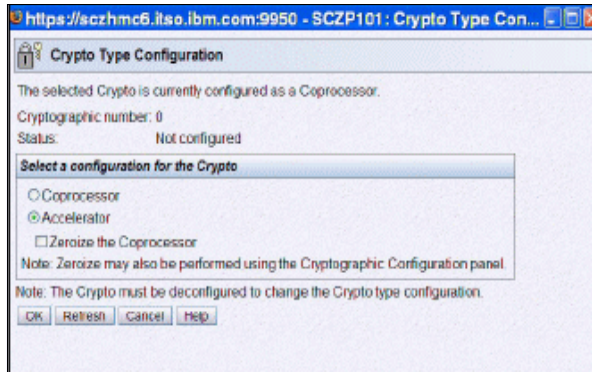 https://sczhmc6.itso.ibm.com:9950 - SCZP101: Crypto Type Con...
Crypto Type Configuration
The selected Crypto is currently configured as a Coprocessor.
Cryptographic number: 0
Status: Not configured
Select a configuration for the Crypto
Coprocessor
Accelerator
Zeroize the Coprocessor
Note: Zeroize may also be performed using the Cryptographic Configuration panel.
Note: The Crypto must be deconfigured to change the Crypto type configuration.
OK Refresh Cancel Help